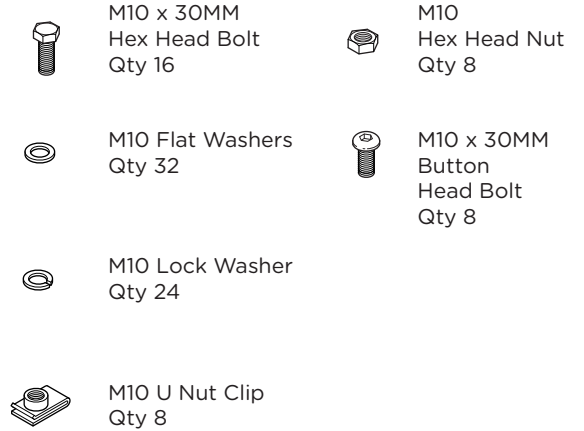 M10 x 30MM
Hex Head Bolt
Qty 16
M10
Hex Head Nut
Qty 8
M10 Flat Washers
Qty 32
M10 x 30MM
Button
Head Bolt
Qty 8
M10 Lock Washer
Qty 24
M10 U Nut Clip
Qty 8